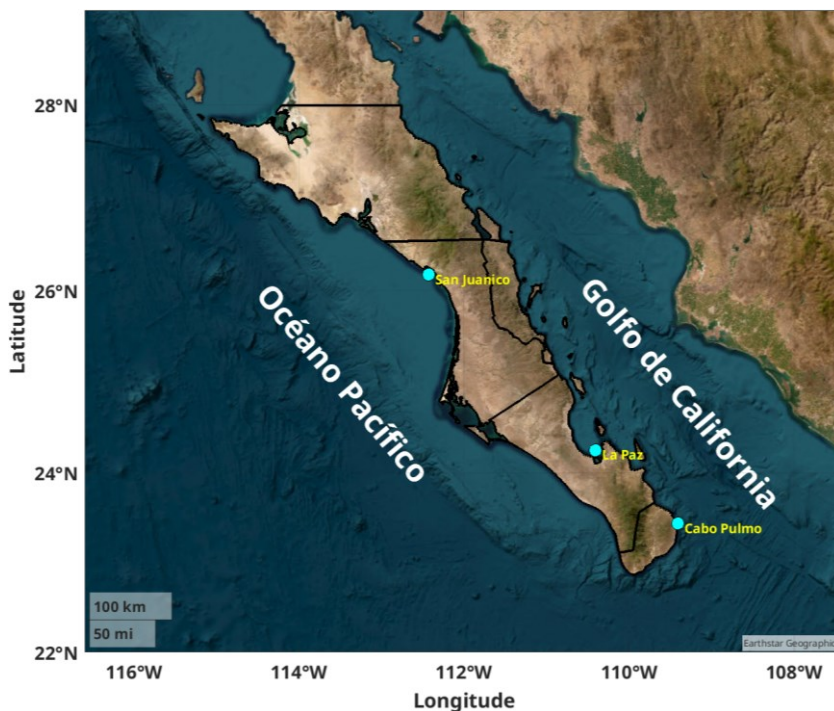 28°N
26°N
24°N
22°N
Latitude
San Juanico
Océano Pacífico
Golfo de California
La Paz
Cabo Pulmo
100 km
50 mi
Earthstar Geographic
116°W
114°W
112°W
110°W
108°W
Longitude